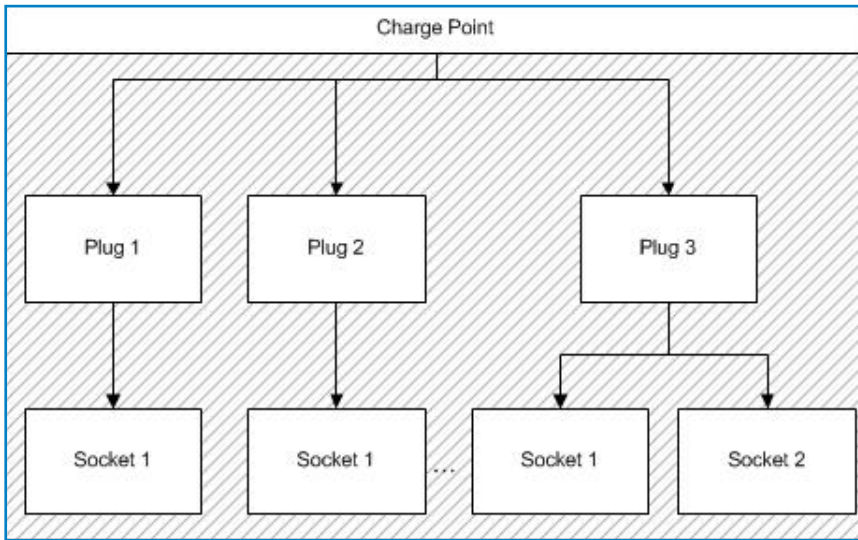 Charge Point
Plug 1
Plug 2
Plug 3
Socket 1
Socket 1
...
Socket 1
Socket 2